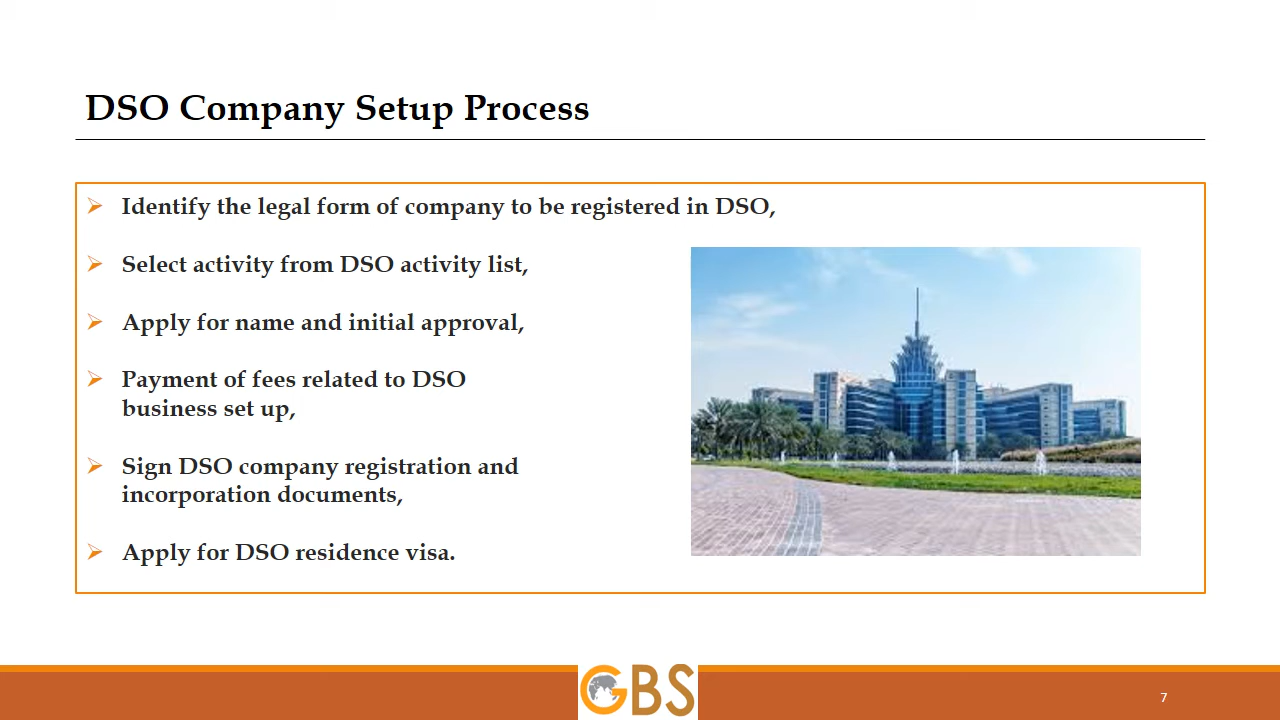 DSO Company Setup Process
Identify the legal form of company to be registered in DSO,
Select activity from DSO activity list,
Apply for name and initial approval,
Payment of fees related to DSO
business set up,
Sign DSO company registration and
incorporation documents,
Apply for DSO residence visa.
GBS
7